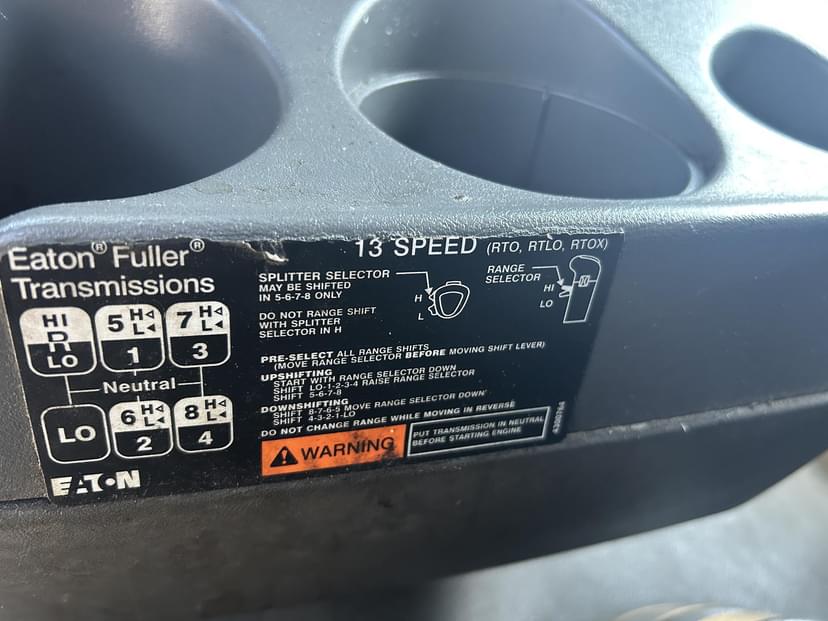 Eaton® Fuller®
Transmissions
HI
R
LO
5 H◁
L◀
1
7 H◁
L◀
3
Neutral
LO
6 H◁
L◀
2
8 H◁
L◀
4
EATON
13 SPEED (RTO, RTLO, RTOX)
SPLITTER SELECTOR
MAY BE SHIFTED
IN 5-6-7-8 ONLY
DO NOT RANGE SHIFT
WITH SPLITTER
SELECTOR IN H
H
L
RANGE
SELECTOR
HI
LO
PRE-SELECT ALL RANGE SHIFTS
(MOVE RANGE SELECTOR BEFORE MOVING SHIFT LEVER)
UPSHIFTING
START WITH RANGE SELECTOR DOWN
SHIFT LO-1-2-3-4 RAISE RANGE SELECTOR
SHIFT 5-6-7-8
DOWNSHIFTING
SHIFT 8-7-6-5 MOVE RANGE SELECTOR DOWN
SHIFT 4-3-2-1-LO
DO NOT CHANGE RANGE WHILE MOVING IN REVERSE
WARNING
PUT TRANSMISSION IN NEUTRAL
BEFORE STARTING ENGINE